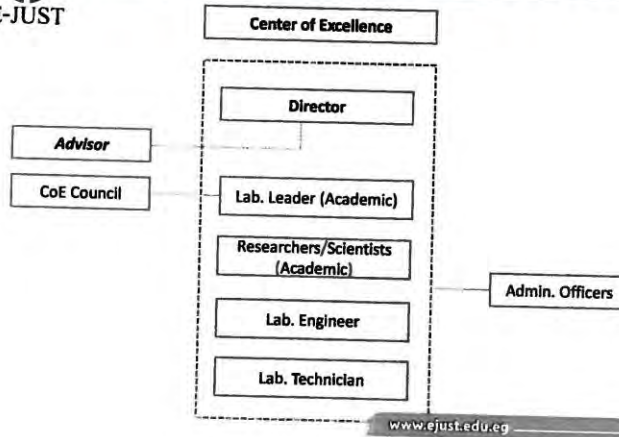 E-JUST
Center of Excellence
Director
Advisor
CoE Council
Lab. Leader (Academic)
Researchers/Scientists
(Academic)
Admin. Officers
Lab. Engineer
Lab. Technician
www.ejust.edu.eg